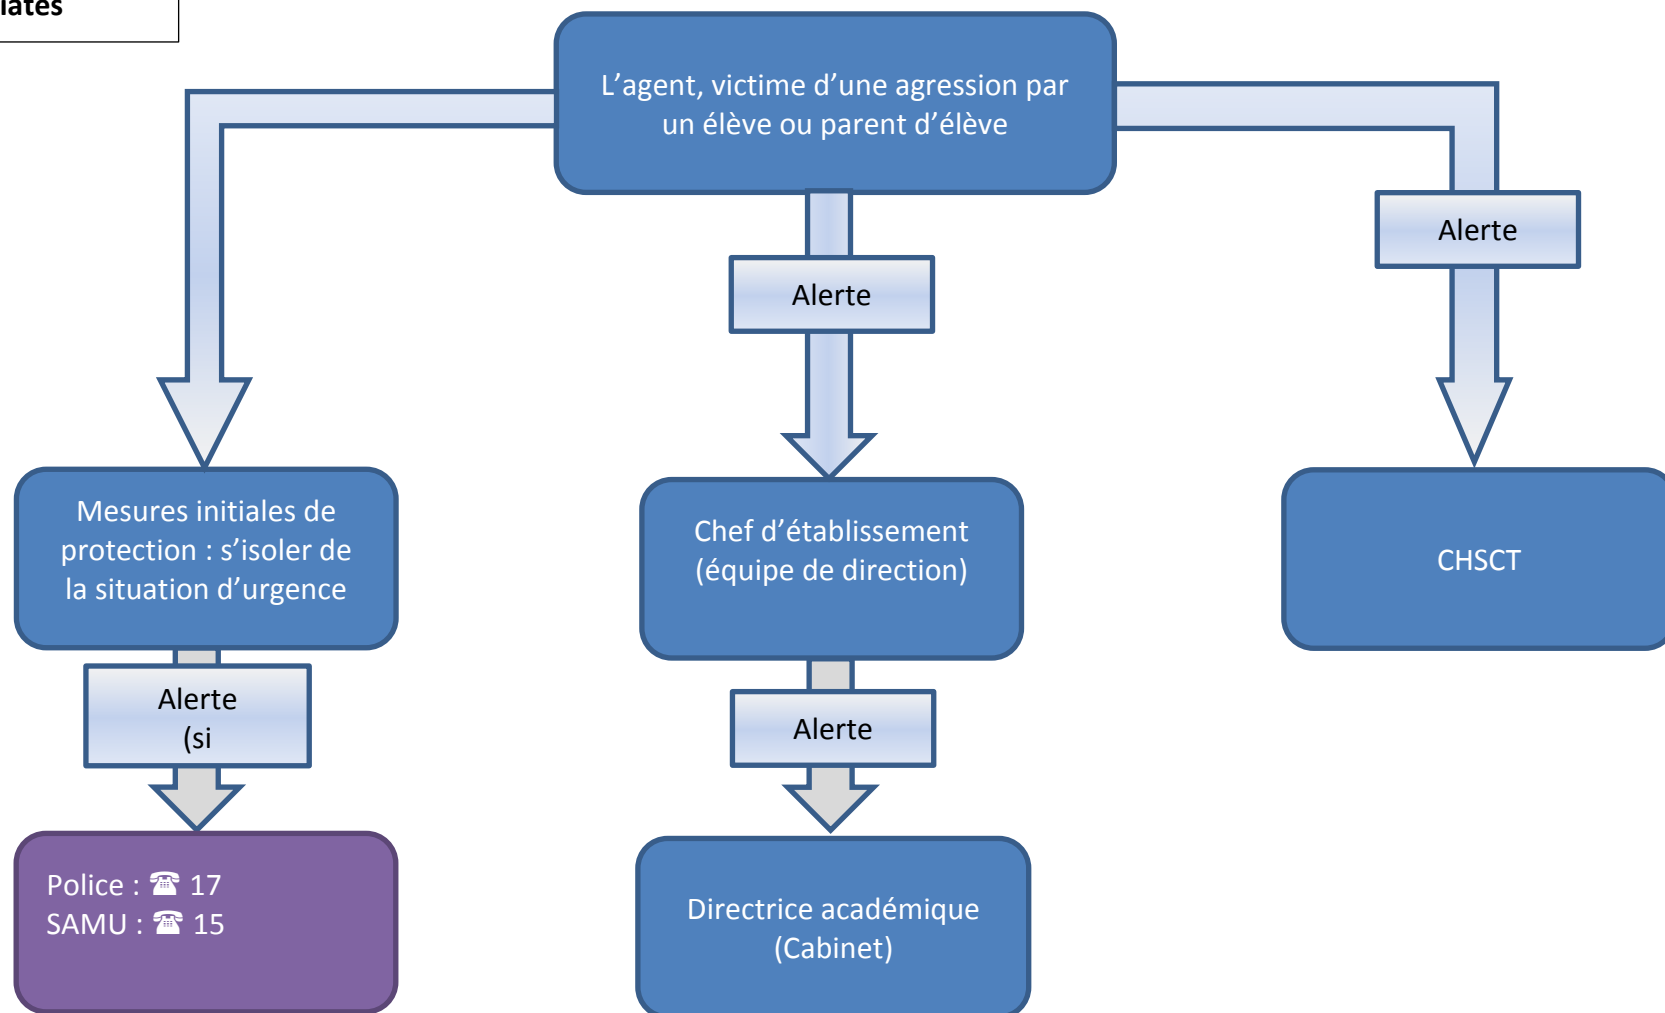 L’agent, victime d’une agression par
un élève ou parent d’élève
Alerte
Alerte
Mesures initiales de
protection : s’isoler de
la situation d’urgence
Chef d’établissement
(équipe de direction)
CHSCT
Alerte
(si
Alerte
Police : ☎ 17
SAMU : ☎ 15
Directrice académique
(Cabinet)